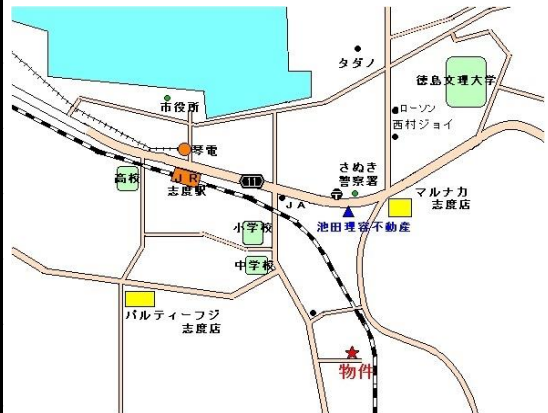 タダノ
徳島文理大学
市役所
ローソン
西村ジョイ
琴電
さぬき
警察署
高校
JR
志度駅
マルナカ
志度店
JA
小学校
池田理容不動産
中学校
パルティーフジ
志度店
物件